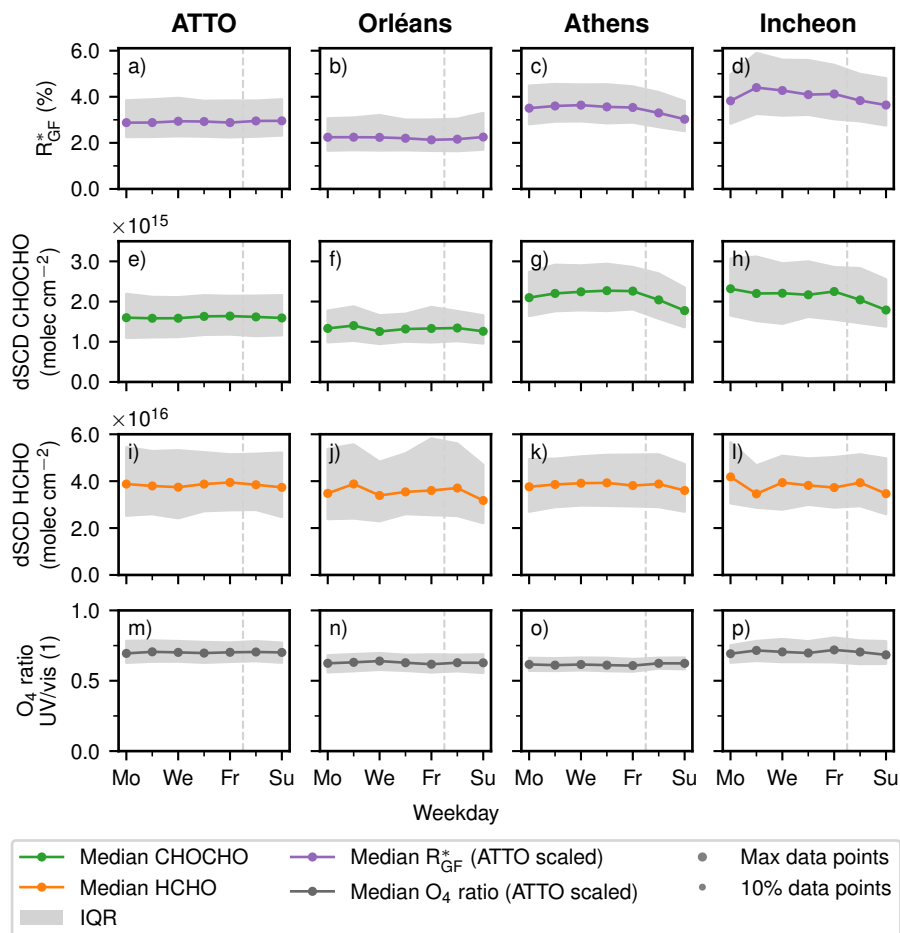 ATTO Orléans Athens Incheon
R*GF (%)
6.0
4.0
2.0
0.0
a) b) c) d)
×10^15
dSCD CHOCHO
(molec cm−2)
3.0
2.0
1.0
0.0
e) f) g) h)
×10^16
dSCD HCHO
(molec cm−2)
6.0
4.0
2.0
0.0
i) j) k) l)
O4 ratio
UV/vis (1)
1.0
0.5
0.0
m) n) o) p)
Mo We Fr Su Mo We Fr Su Mo We Fr Su Mo We Fr Su
Weekday
Median CHOCHO Median R*GF (ATTO scaled) Max data points
Median HCHO Median O4 ratio (ATTO scaled) 10% data points
IQR